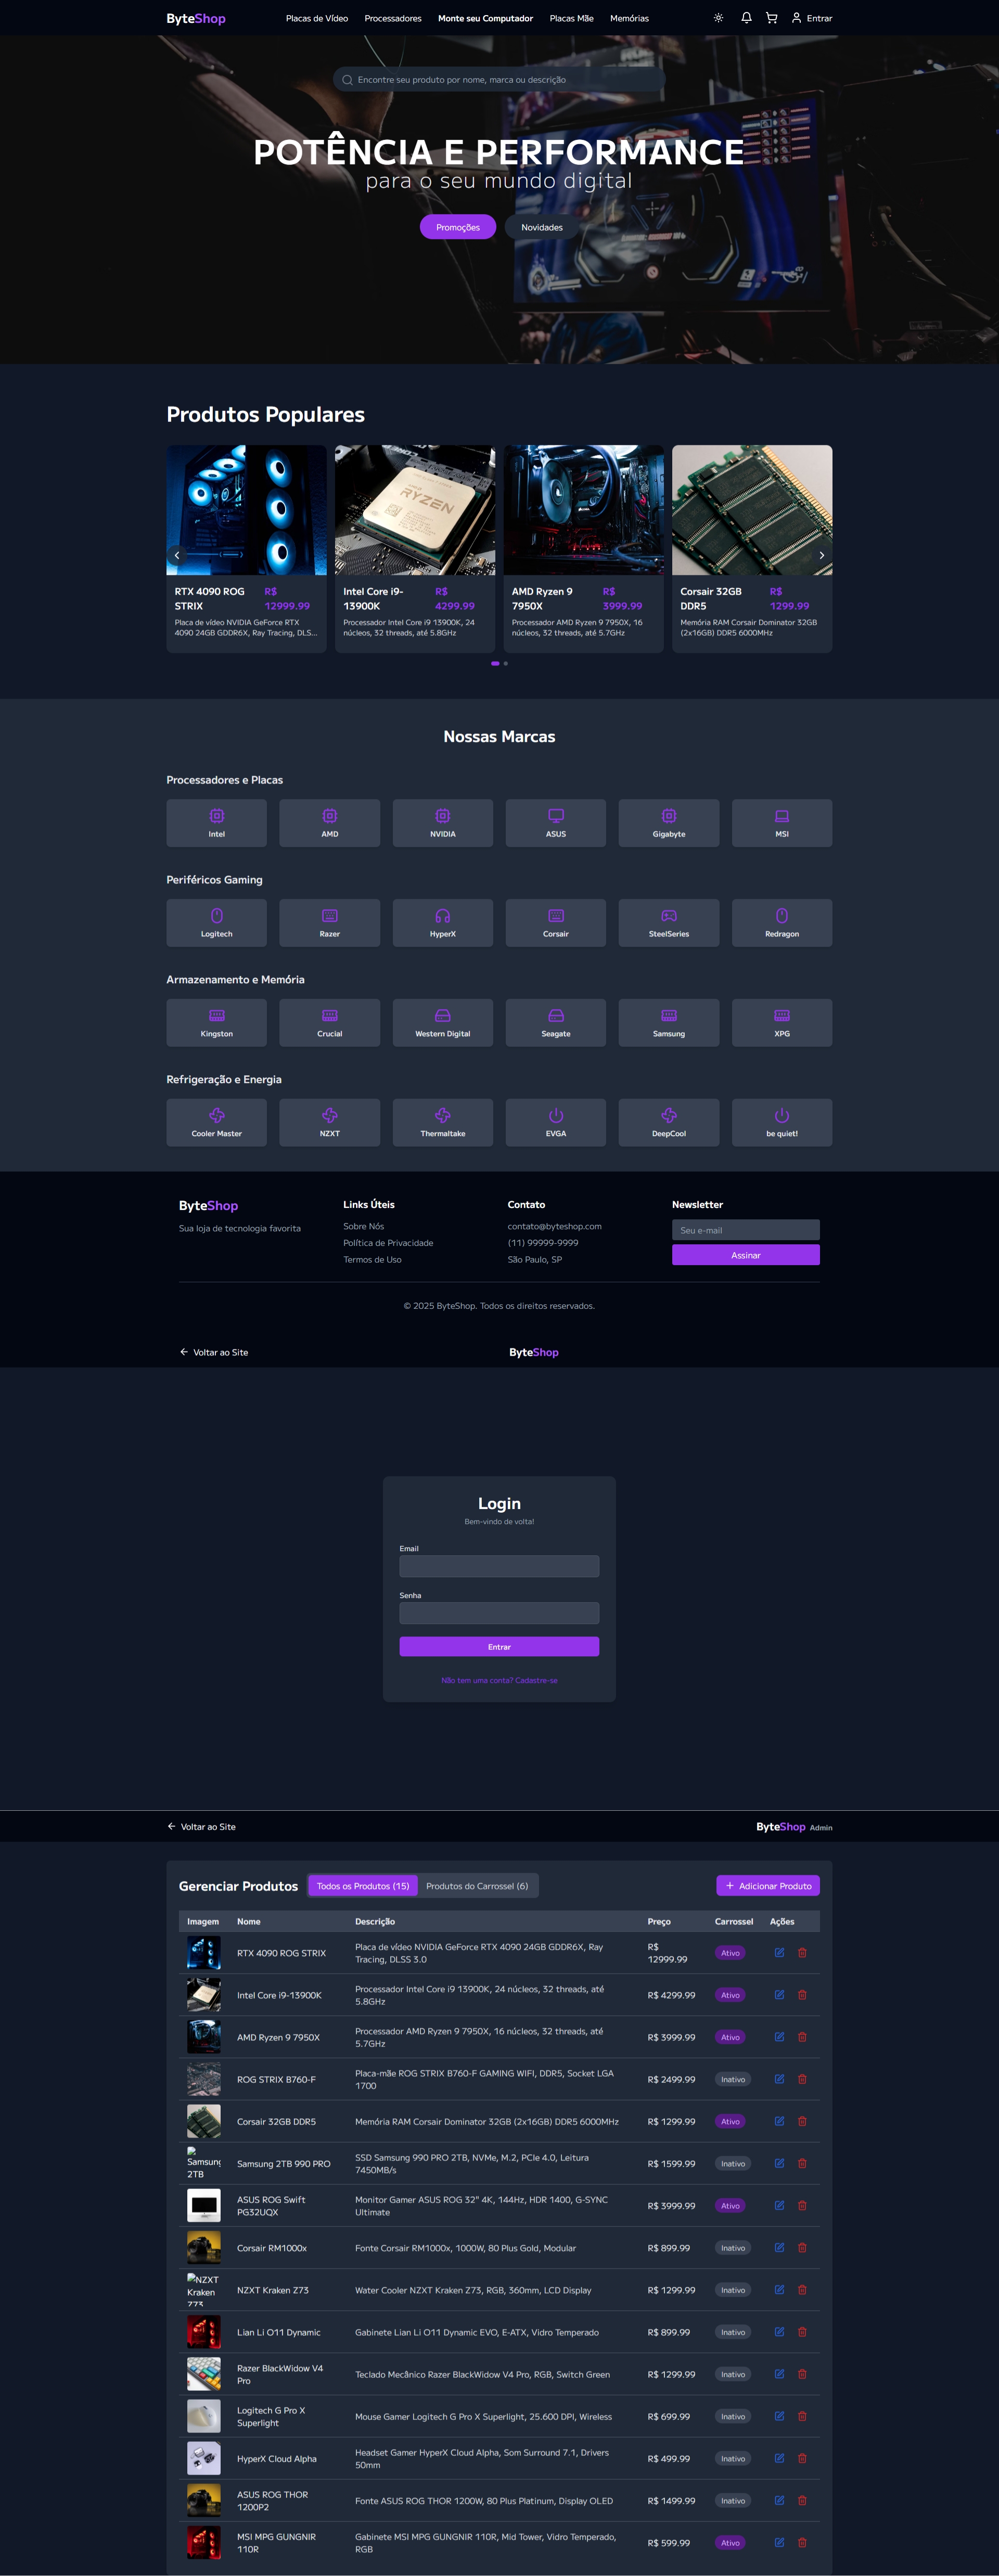 ByteShop
Placas de Vídeo
Processadores
Monte seu Computador
Placas Mãe
Memórias
Entrar
Encontre seu produto por nome, marca ou descrição
POTÊNCIA E PERFORMANCE
para o seu mundo digital
Promoções
Novidades
Produtos Populares
RYZEN
RTX 4090 ROG
STRIX
R$
12999.99
Placa de vídeo NVIDIA GeForce RTX
4090 24GB GDDR6X, Ray Tracing, DLS...
Intel Core i9-
13900K
R$
4299.99
Processador Intel Core i9 13900K, 24
núcleos, 32 threads, até 5.8GHz
AMD Ryzen 9
7950X
R$
3999.99
Processador AMD Ryzen 9 7950X, 16
núcleos, 32 threads, até 5.7GHz
Corsair 32GB
DDR5
R$
1299.99
Memória RAM Corsair Dominator 32GB
(2x16GB) DDR5 6000MHz
Nossas Marcas
Processadores e Placas
Intel
AMD
NVIDIA
ASUS
Gigabyte
MSI
Periféricos Gaming
Logitech
Razer
HyperX
Corsair
SteelSeries
Redragon
Armazenamento e Memória
Kingston
Crucial
Western Digital
Seagate
Samsung
XPG
Refrigeração e Energia
Cooler Master
NZXT
Thermaltake
EVGA
DeepCool
be quiet!
ByteShop
Sua loja de tecnologia favorita
Links Úteis
Sobre Nós
Política de Privacidade
Termos de Uso
Contato
contato@byteshop.com
(11) 99999-9999
São Paulo, SP
Newsletter
Seu e-mail
Assinar
© 2025 ByteShop. Todos os direitos reservados.
Voltar ao Site
ByteShop
Login
Bem-vindo de volta!
Email
Senha
Entrar
Não tem uma conta? Cadastre-se
Voltar ao Site
ByteShop Admin
Gerenciar Produtos
Todos os Produtos (15)
Produtos do Carrossel (6)
Adicionar Produto
Imagem Nome Descrição Preço Carrossel Ações
RTX 4090 ROG STRIX
Placa de vídeo NVIDIA GeForce RTX 4090 24GB GDDR6X, Ray
Tracing, DLSS 3.0
R$
12999.99
Ativo
Intel Core i9-13900K
Processador Intel Core i9 13900K, 24 núcleos, 32 threads, até
5.8GHz
R$ 4299.99
Ativo
AMD Ryzen 9 7950X
Processador AMD Ryzen 9 7950X, 16 núcleos, 32 threads, até
5.7GHz
R$ 3999.99
Ativo
ROG STRIX B760-F
Placa-mãe ROG STRIX B760-F GAMING WIFI, DDR5, Socket LGA
1700
R$ 2499.99
Inativo
Corsair 32GB DDR5
Memória RAM Corsair Dominator 32GB (2x16GB) DDR5 6000MHz
R$ 1299.99
Ativo
Samsung
2TB
Samsung 2TB 990 PRO
SSD Samsung 990 PRO 2TB, NVMe, M.2, PCIe 4.0, Leitura
7450MB/s
R$ 1599.99
Inativo
ASUS ROG Swift
PG32UQX
Monitor Gamer ASUS ROG 32" 4K, 144Hz, HDR 1400, G-SYNC
Ultimate
R$ 3999.99
Ativo
Corsair RM1000x
Fonte Corsair RM1000x, 1000W, 80 Plus Gold, Modular
R$ 899.99
Inativo
NZXT
Kraken
Z73
NZXT Kraken Z73
Water Cooler NZXT Kraken Z73, RGB, 360mm, LCD Display
R$ 1299.99
Inativo
Lian Li O11 Dynamic
Gabinete Lian Li O11 Dynamic EVO, E-ATX, Vidro Temperado
R$ 899.99
Inativo
Razer BlackWidow V4
Pro
Teclado Mecânico Razer BlackWidow V4 Pro, RGB, Switch Green
R$ 1299.99
Inativo
Logitech G Pro X
Superlight
Mouse Gamer Logitech G Pro X Superlight, 25.600 DPI, Wireless
R$ 699.99
Inativo
HyperX Cloud Alpha
Headset Gamer HyperX Cloud Alpha, Som Surround 7.1, Drivers
50mm
R$ 499.99
Inativo
ASUS ROG THOR
1200P2
Fonte ASUS ROG THOR 1200W, 80 Plus Platinum, Display OLED
R$ 1499.99
Inativo
MSI MPG GUNGNIR
110R
Gabinete MSI MPG GUNGNIR 110R, Mid Tower, Vidro Temperado,
RGB
R$ 599.99
Ativo